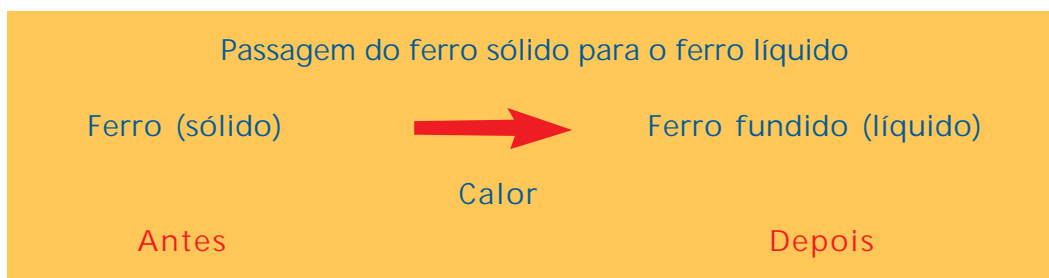 Passagem do ferro sólido para o ferro líquido
Ferro (sólido) Ferro fundido (líquido)
Calor
Antes Depois